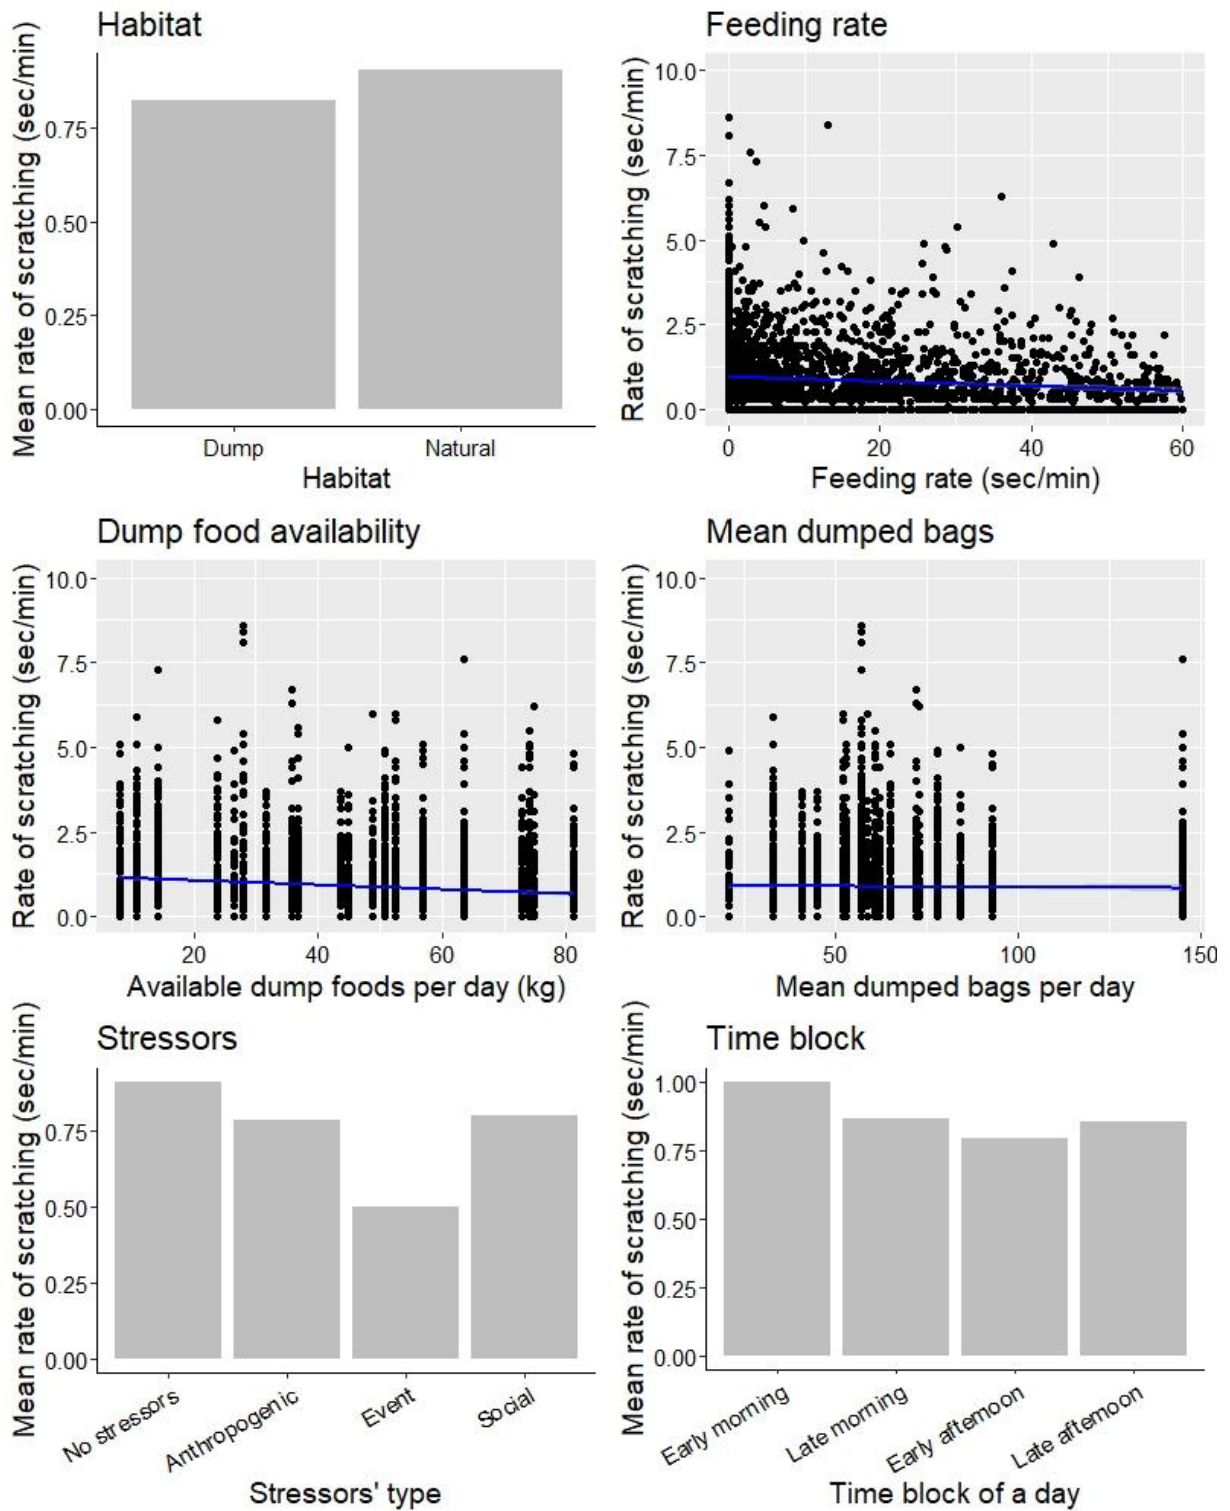 Habitat
Mean rate of scratching (sec/min)
0.75
0.50
0.25
0.00
Dump Natural
Habitat
Feeding rate
Rate of scratching (sec/min)
10.0
7.5
5.0
2.5
0.0
0 20 40 60
Feeding rate (sec/min)
Dump food availability
Rate of scratching (sec/min)
10.0
7.5
5.0
2.5
0.0
20 40 60 80
Available dump foods per day (kg)
Mean dumped bags
Rate of scratching (sec/min)
10.0
7.5
5.0
2.5
0.0
50 100 150
Mean dumped bags per day
Stressors
Mean rate of scratching (sec/min)
0.75
0.50
0.25
0.00
No stressors Anthropogenic Event Social
Stressors' type
Time block
Mean rate of scratching (sec/min)
1.00
0.75
0.50
0.25
0.00
Early morning Late morning Early afternoon Late afternoon
Time block of a day